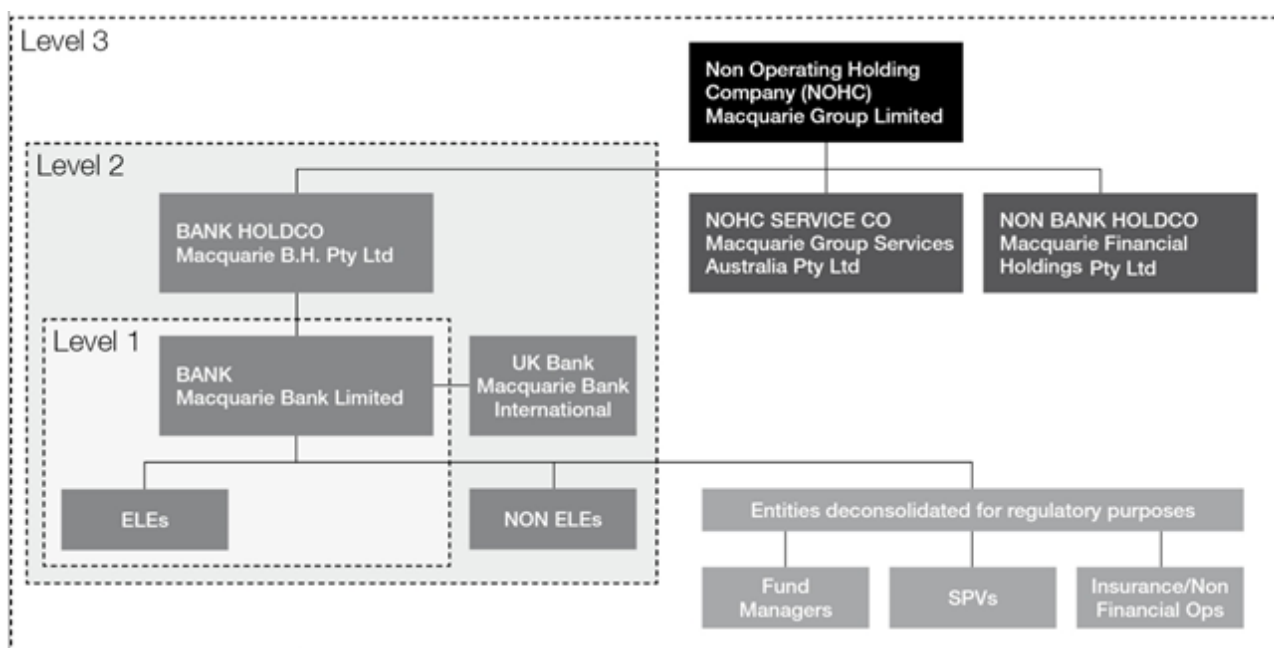 Level 3
Non Operating Holding
Company (NOHC)
Macquarie Group Limited
Level 2
BANK HOLDCO
Macquarie B.H. Pty Ltd
NOHC SERVICE CO
Macquarie Group Services
Australia Pty Ltd
NON BANK HOLDCO
Macquarie Financial
Holdings Pty Ltd
Level 1
BANK
Macquarie Bank Limited
UK Bank
Macquarie Bank
International
ELEs
NON ELEs
Entities deconsolidated for regulatory purposes
Fund
Managers
SPVs
Insurance/Non
Financial Ops